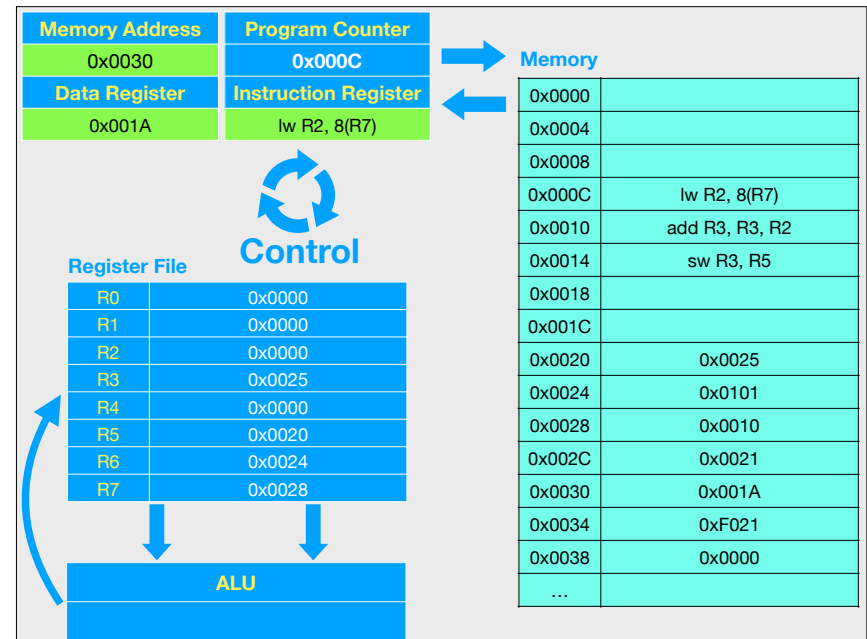 Memory Address Program Counter
0x0030 0x000C
Data Register Instruction Register
0x001A lw R2, 8(R7)
Control
Register File
R0 0x0000
R1 0x0000
R2 0x0000
R3 0x0025
R4 0x0000
R5 0x0020
R6 0x0024
R7 0x0028
ALU
Memory
0x0000
0x0004
0x0008
0x000C lw R2, 8(R7)
0x0010 add R3, R3, R2
0x0014 sw R3, R5
0x0018
0x001C
0x0020 0x0025
0x0024 0x0101
0x0028 0x0010
0x002C 0x0021
0x0030 0x001A
0x0034 0xF021
0x0038 0x0000
…